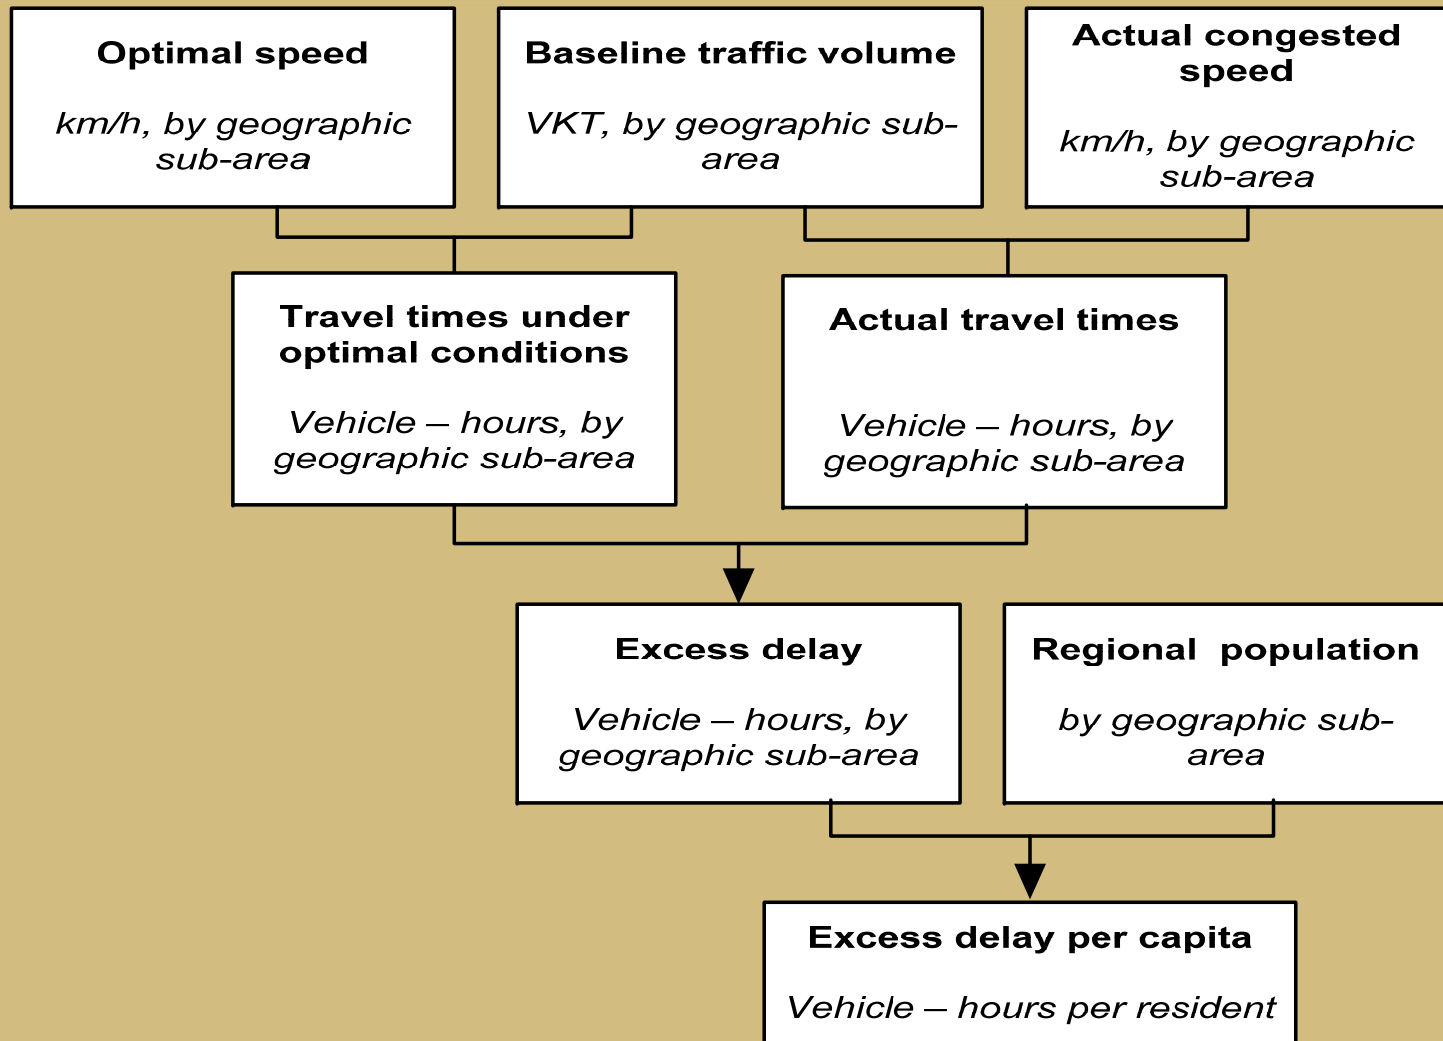 Optimal speed
km/h, by geographic
sub-area
Baseline traffic volume
VKT, by geographic sub-
area
Actual congested
speed
km/h, by geographic
sub-area
Travel times under
optimal conditions
Vehicle – hours, by
geographic sub-area
Actual travel times
Vehicle – hours, by
geographic sub-area
Excess delay
Vehicle – hours, by
geographic sub-area
Regional population
by geographic sub-
area
Excess delay per capita
Vehicle – hours per resident